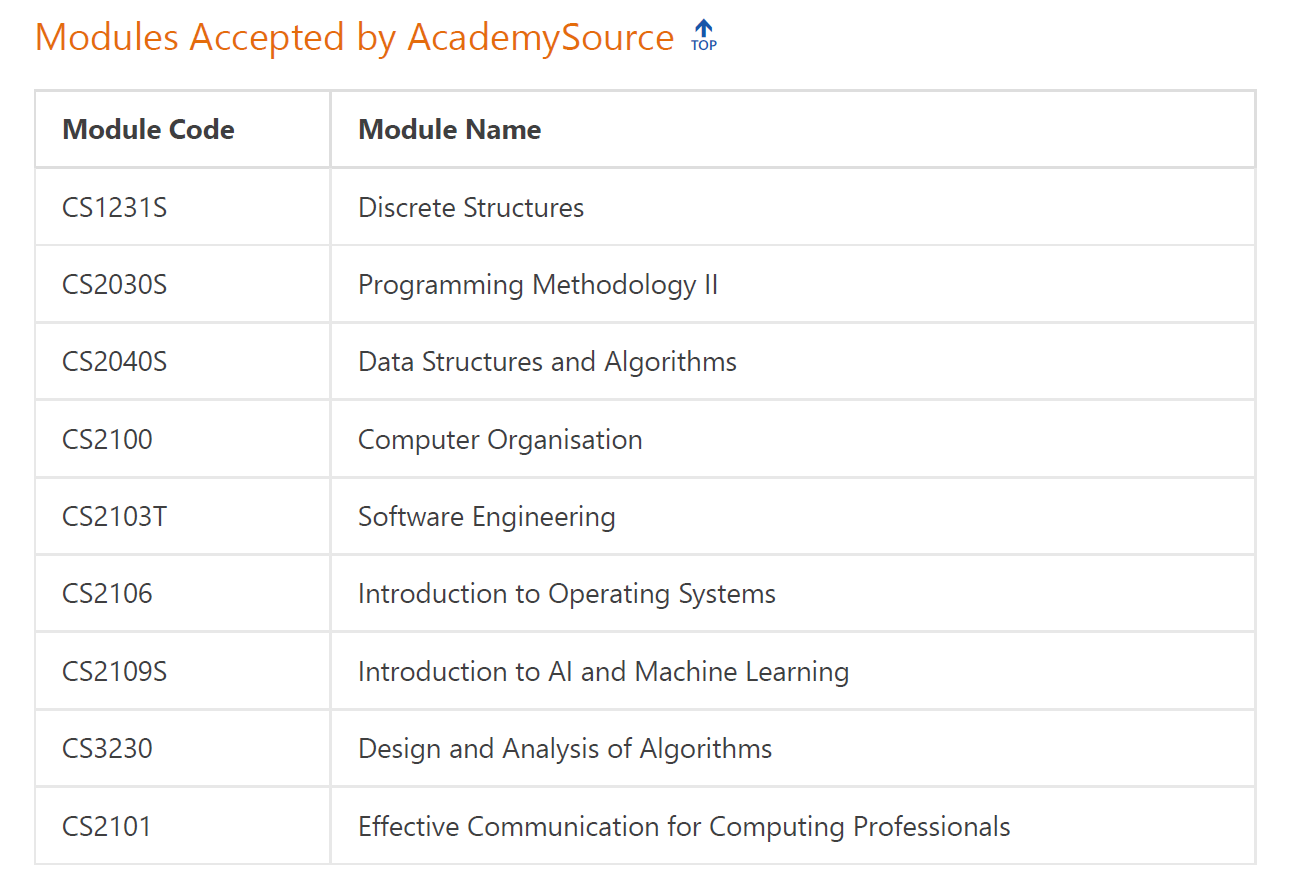 Modules Accepted by AcademySource TOP
Module Code Module Name
CS1231S Discrete Structures
CS2030S Programming Methodology II
CS2040S Data Structures and Algorithms
CS2100 Computer Organisation
CS2103T Software Engineering
CS2106 Introduction to Operating Systems
CS2109S Introduction to AI and Machine Learning
CS3230 Design and Analysis of Algorithms
CS2101 Effective Communication for Computing Professionals